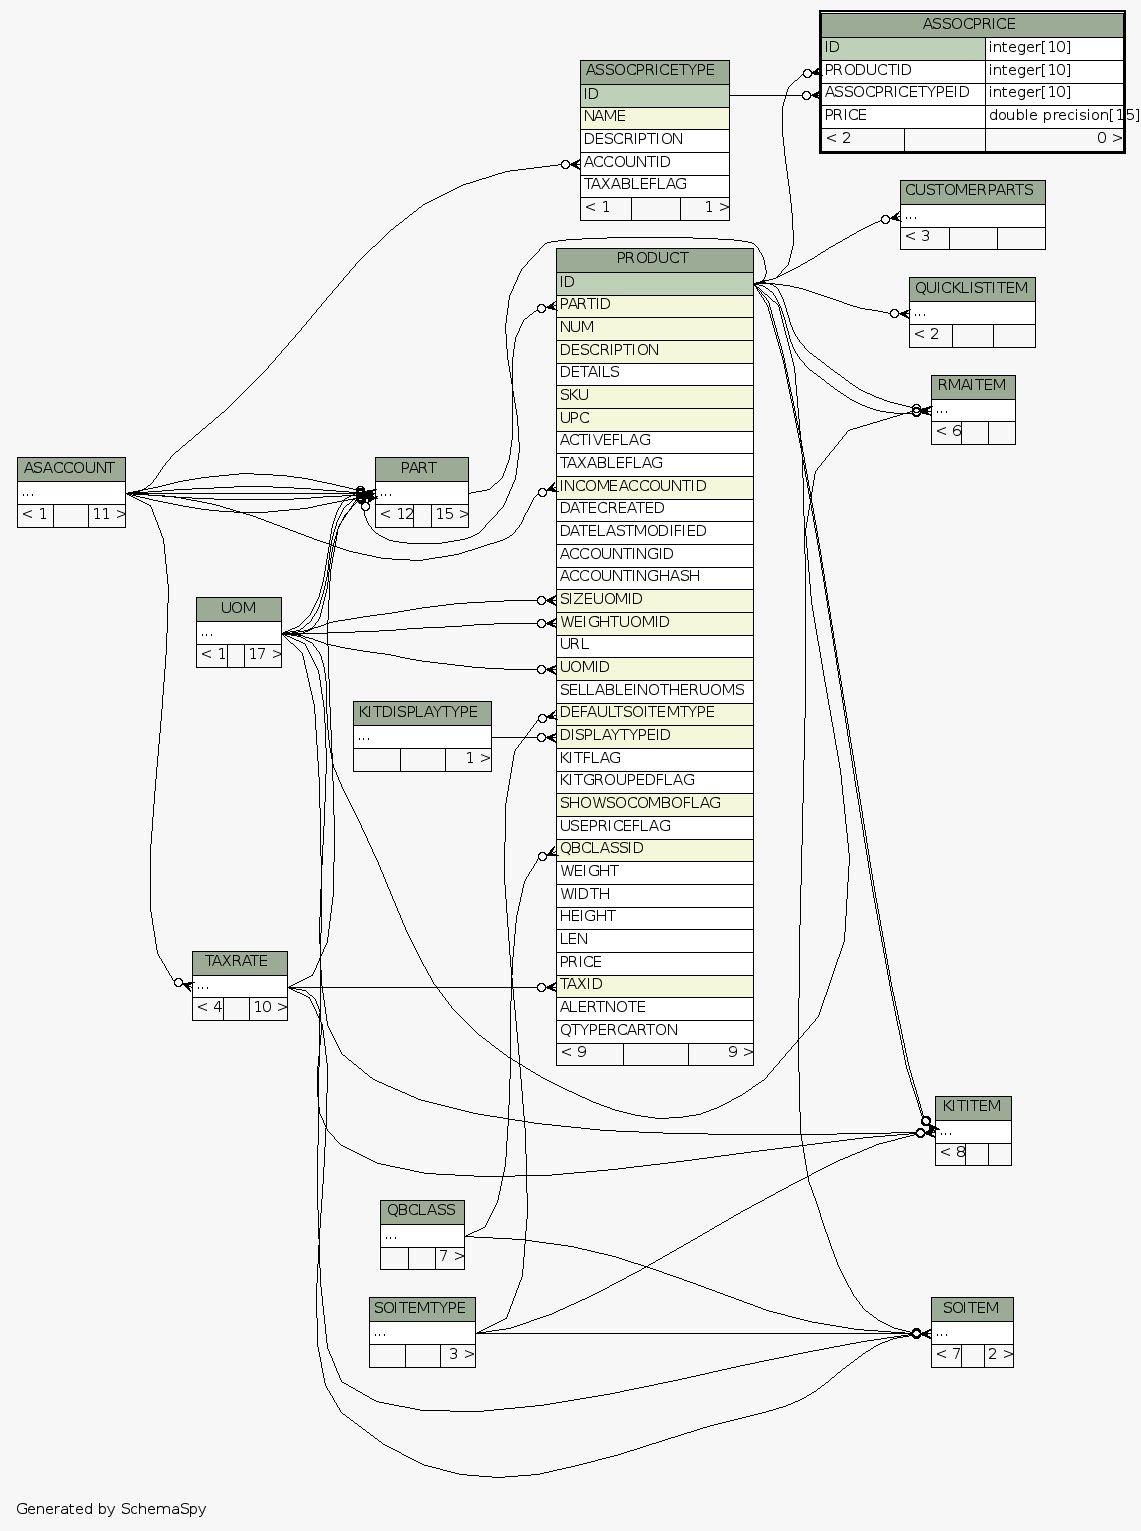 ASSOCPRICE
ID integer[10]
PRODUCTID integer[10]
ASSOCPRICETYPEID integer[10]
PRICE double precision[15]
< 2 0 >
ASSOCPRICETYPE
ID
NAME
DESCRIPTION
ACCOUNTID
TAXABLEFLAG
< 1 1 >
CUSTOMERPARTS
...
< 3
PRODUCT
ID
PARTID
NUM
DESCRIPTION
DETAILS
SKU
UPC
ACTIVEFLAG
TAXABLEFLAG
INCOMEACCOUNTID
DATECREATED
DATELASTMODIFIED
ACCOUNTINGID
ACCOUNTINGHASH
SIZEUOMID
WEIGHTUOMID
URL
UOMID
SELLABLEINOTHERUOMS
DEFAULTSOITEMTYPE
DISPLAYTYPEID
KITFLAG
KITGROUPEDFLAG
SHOWSOCOMBOFLAG
USEPRICEFLAG
QBCLASSID
WEIGHT
WIDTH
HEIGHT
LEN
PRICE
TAXID
ALERTNOTE
QTYPERCARTON
< 9 9 >
QUICKLISTITEM
...
< 2
RMAITEM
...
< 6
ASACCOUNT
...
< 1 11 >
PART
...
< 12 15 >
UOM
...
< 1 17 >
KITDISPLAYTYPE
...
1 >
TAXRATE
...
< 4 10 >
KITITEM
...
< 8
QBCLASS
...
7 >
SOITEMTYPE
...
3 >
SOITEM
...
< 7 2 >
Generated by SchemaSpy